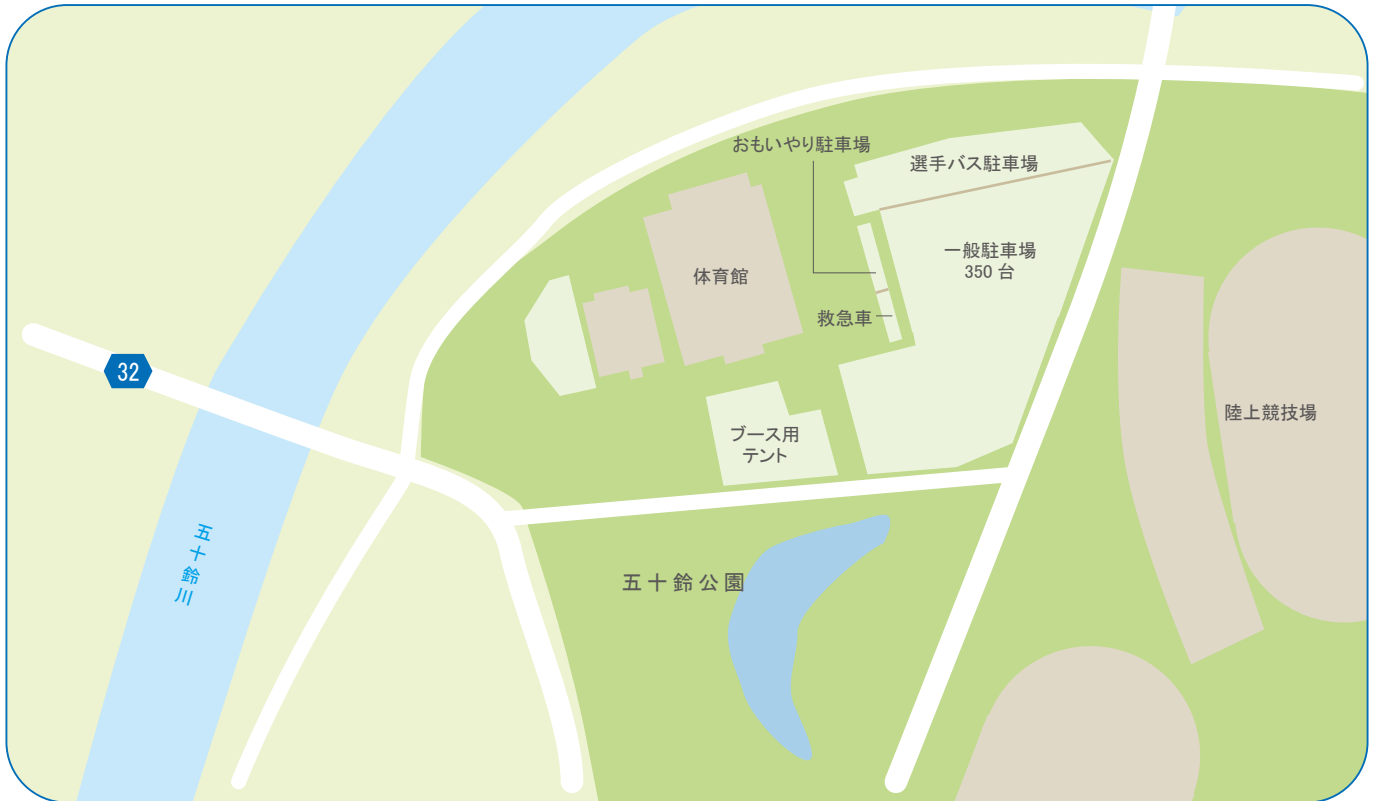 おもいやり駐車場
選手バス駐車場
一般駐車場
350 台
体育館
救急車
32
陸上競技場
ブース用
テント
五十鈴川
五十鈴公園